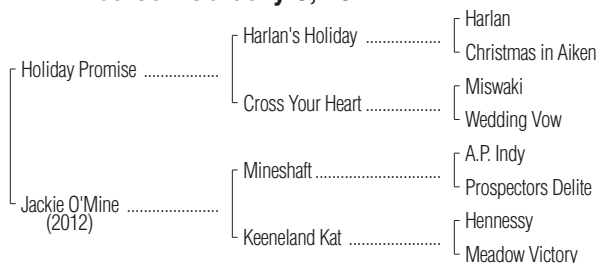 Harlan
Harlan's Holiday ..................
Christmas in Aiken
Holiday Promise ..................
Miswaki
Cross Your Heart ..................
Wedding Vow
A.P. Indy
Mineshaft ..............................
Prospectors Delite
Jackie O'Mine ......................
(2012)
Hennessy
Keeneland Kat ......................
Meadow Victory